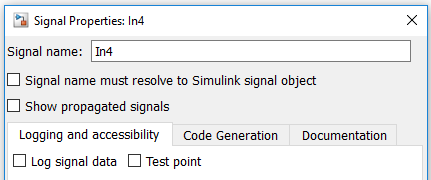 Signal Properties: In4
Signal name: In4
Signal name must resolve to Simulink signal object
Show propagated signals
Logging and accessibility Code Generation Documentation
Log signal data Test point